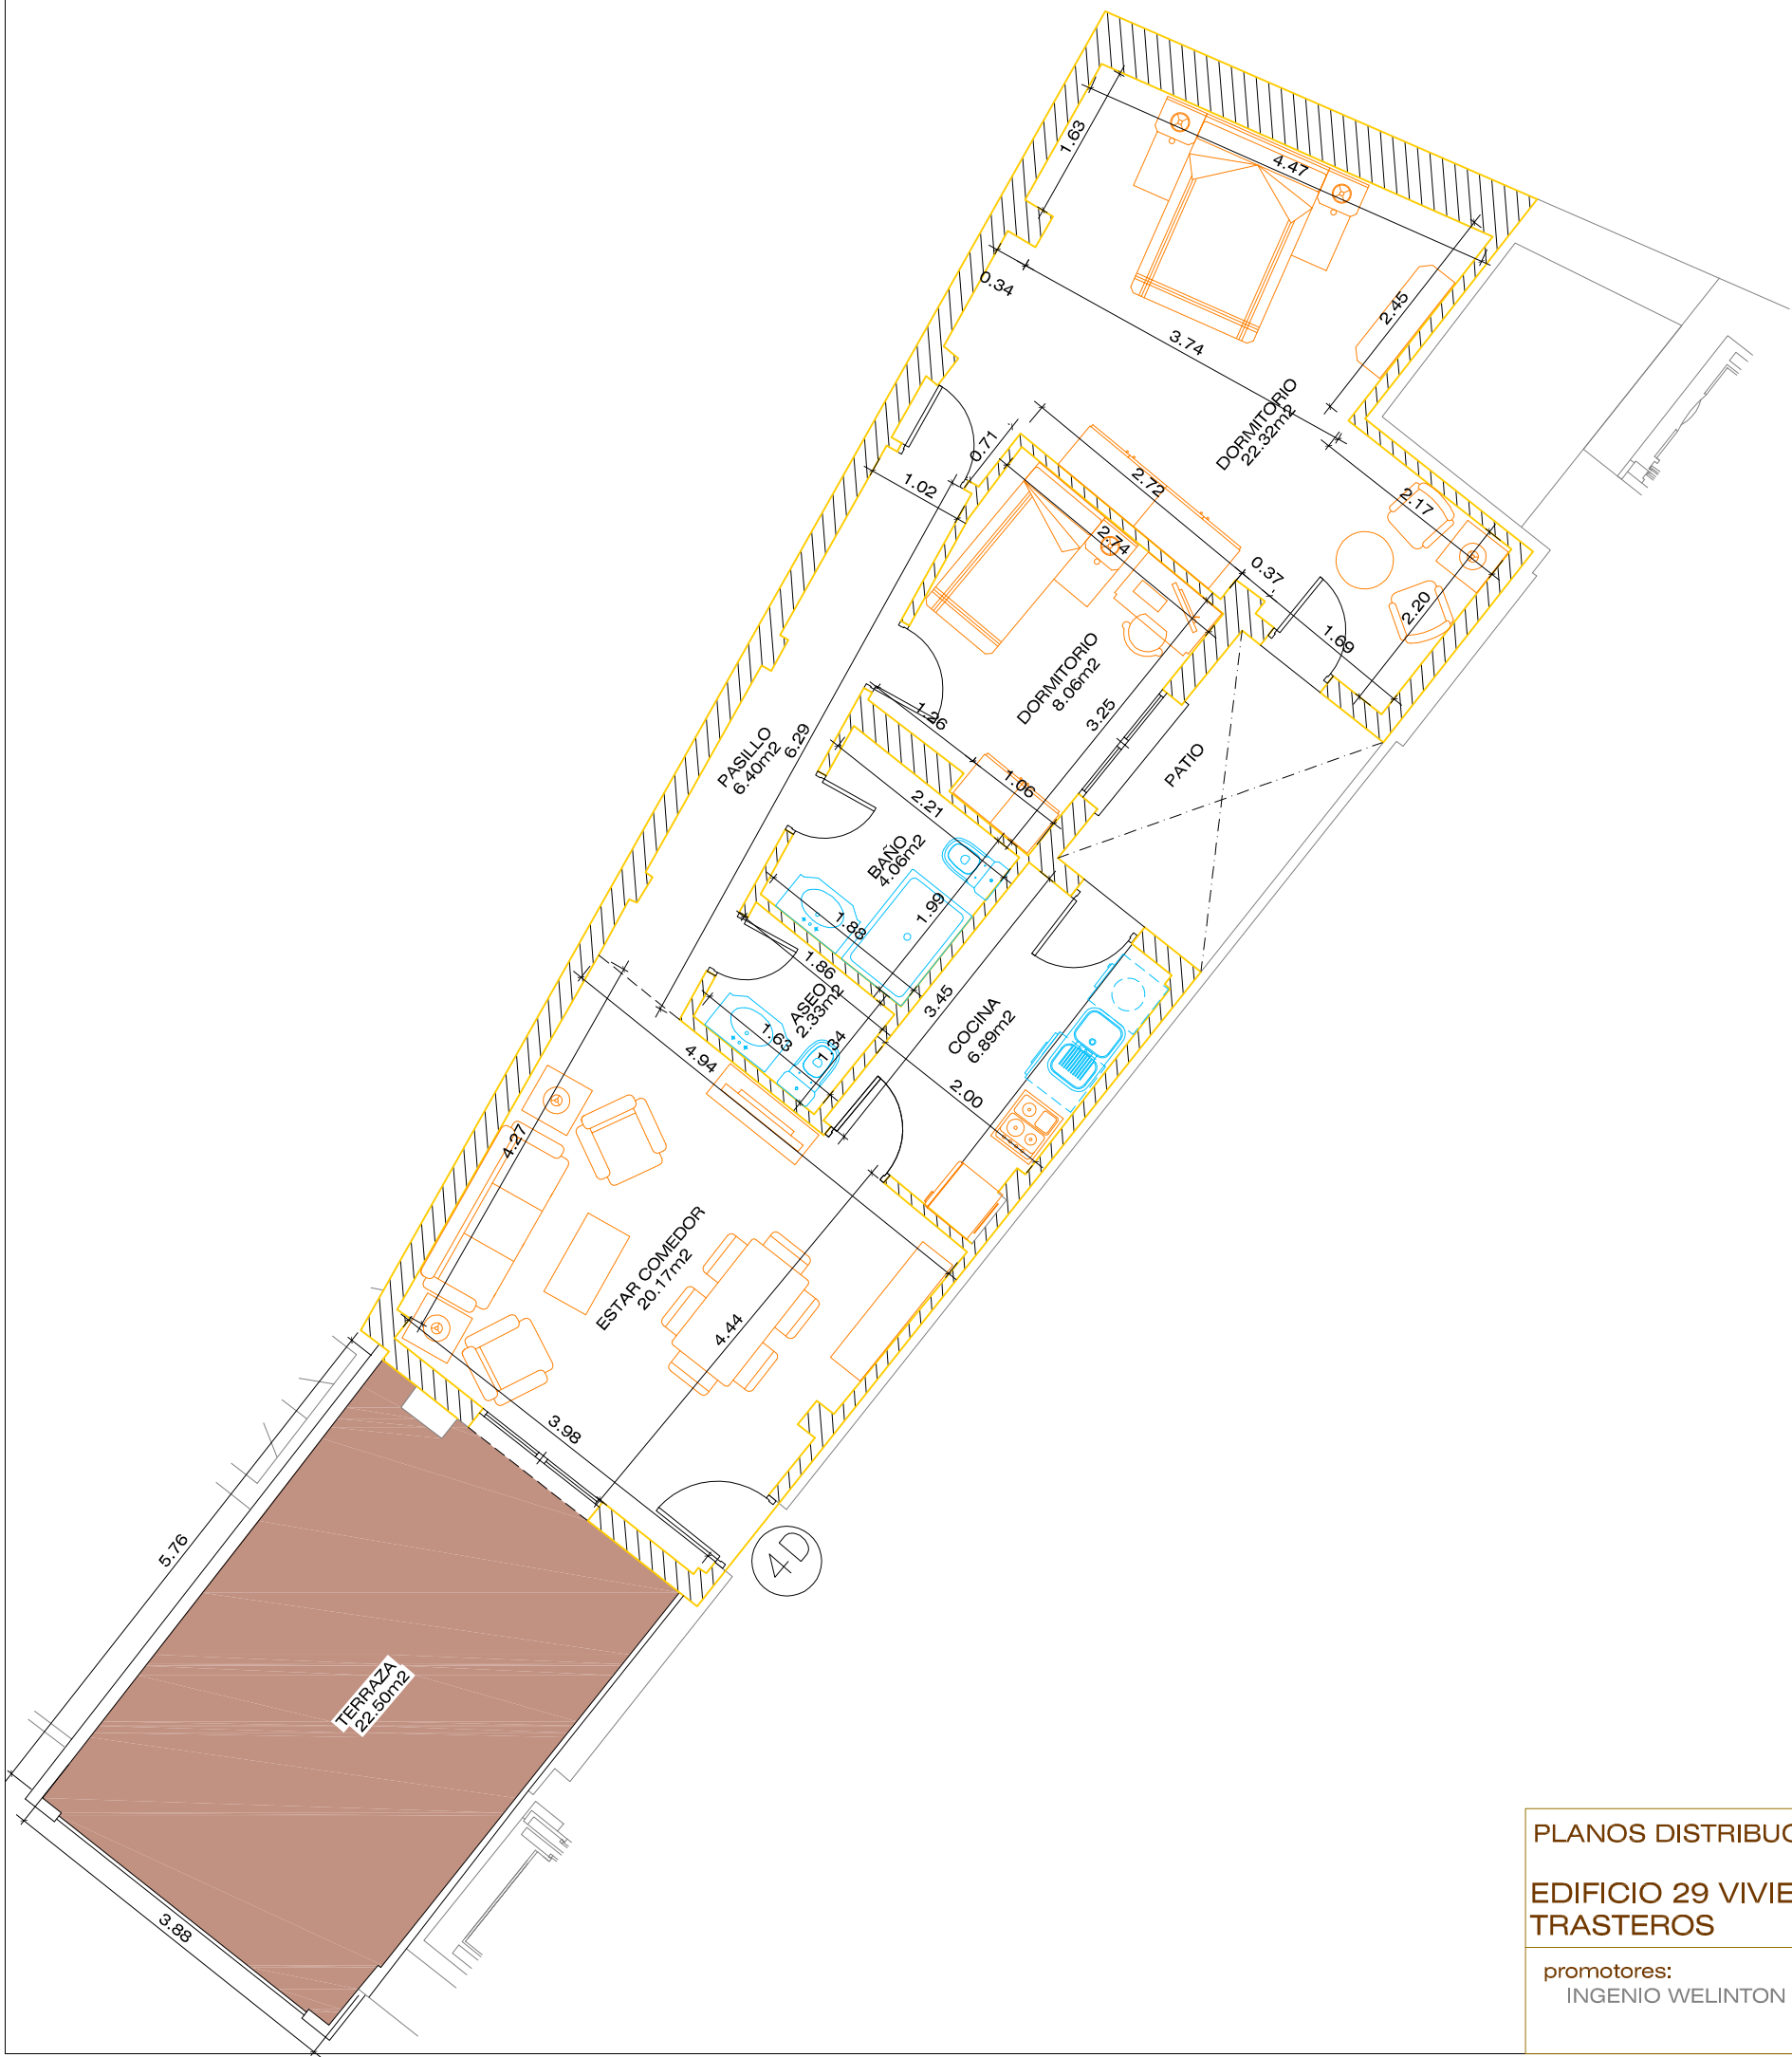 1.63
4.47
0.34
2.45
3.74
DORMITORIO
22.32m2
0.71
1.02
2.72
2.17
2.74
0.37
2.20
1.69
DORMITORIO
8.06m2
3.25
1.26
PASILLO
6.40m2
6.29
PATIO
1.06
2.21
BAÑO
4.06m2
1.99
1.88
1.86
ASEO
2.33m2
3.45
COCINA
6.89m2
1.63
1.34
4.94
2.00
4.27
ESTAR COMEDOR
20.17m2
4.44
3.98
4D
5.76
TERRAZA
22.50m2
3.88
PLANOS DISTRIBUC
EDIFICIO 29 VIVIE
TRASTEROS
promotores:
INGENIO WELINTON